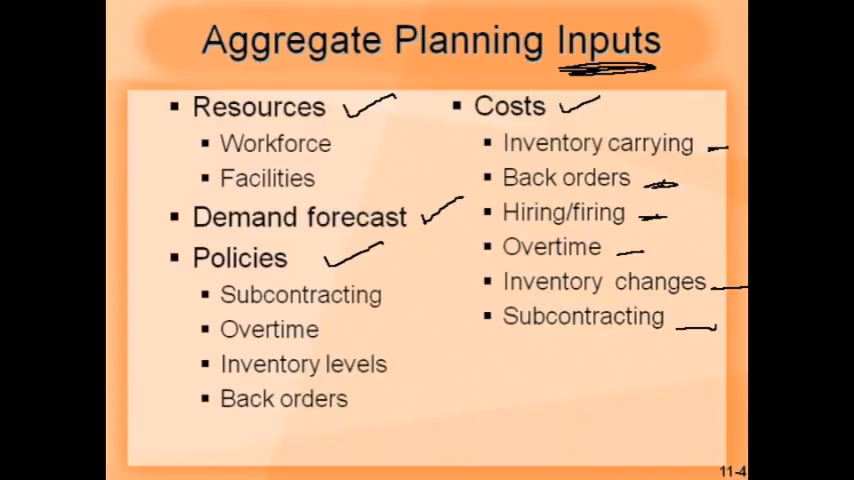 Aggregate Planning Inputs
▪ Resources
▪ Workforce
▪ Facilities
▪ Demand forecast
▪ Policies
▪ Subcontracting
▪ Overtime
▪ Inventory levels
▪ Back orders
▪ Costs
▪ Inventory carrying
▪ Back orders
▪ Hiring/firing
▪ Overtime
▪ Inventory changes
▪ Subcontracting
11-4